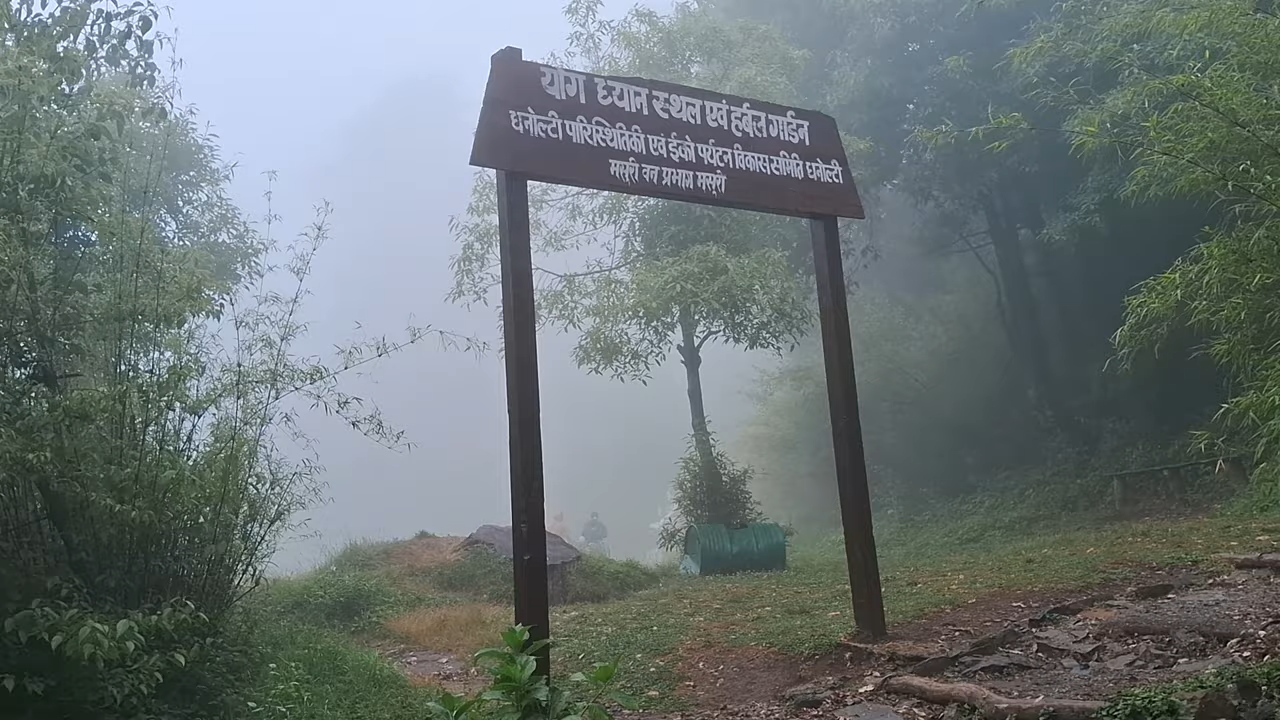 योग ध्यान स्थल एवं हर्बल गार्डन
धनोल्टी पारिस्थितिकी एवं ईको पर्यटन विकास समिति धनोल्टी
मसूरी वन प्रभाग मसूरी